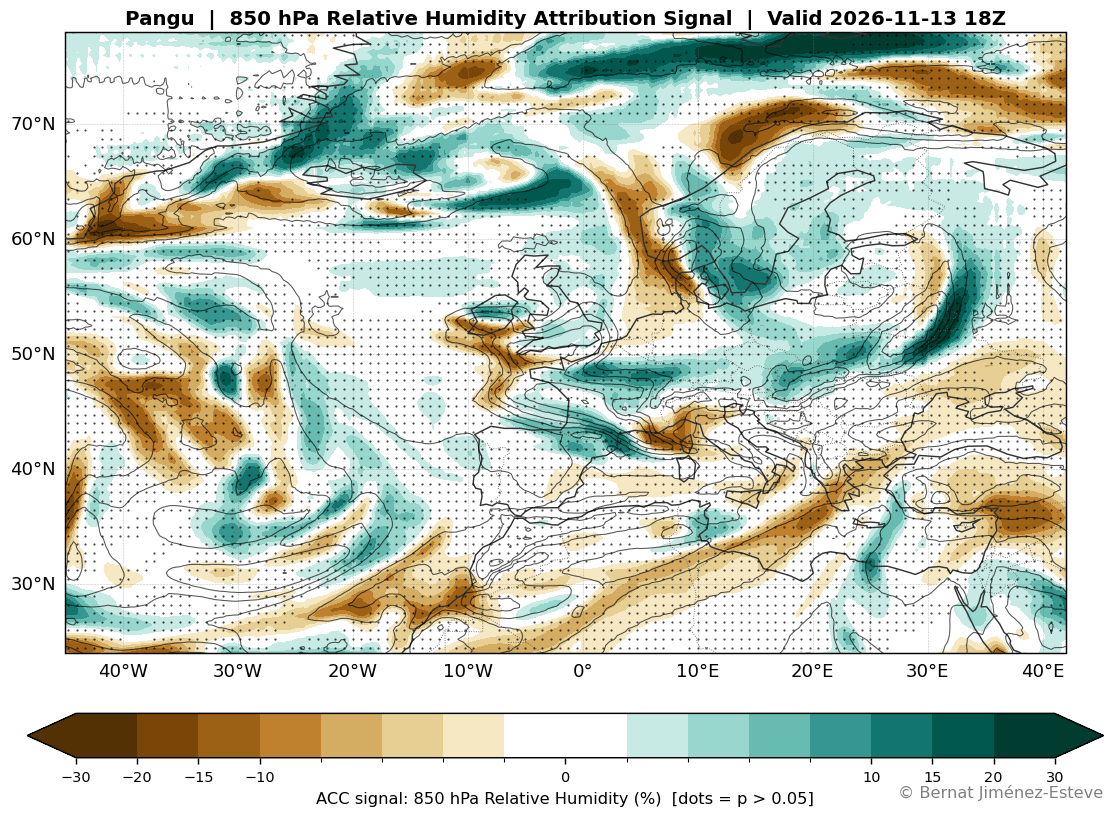 Pangu | 850 hPa Relative Humidity Attribution Signal | Valid 2026-11-13 18Z
70°N
60°N
50°N
40°N
30°N
40°W 30°W 20°W 10°W 0° 10°E 20°E 30°E 40°E
−30 −20 −15 −10 0 10 15 20 30
ACC signal: 850 hPa Relative Humidity (%) [dots = p > 0.05]
© Bernat Jiménez-Esteve